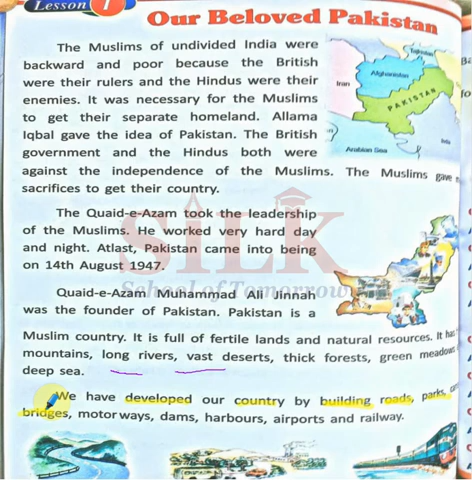 Lesson 1
Our Beloved Pakistan
The Muslims of undivided India were
backward and poor because the British
were their rulers and the Hindus were their
enemies. It was necessary for the Muslims
to get their separate homeland. Allama
Iqbal gave the idea of Pakistan. The British
government and the Hindus both were
against the independence of the Muslims. The Muslims gave
sacrifices to get their country.
Iran
Afghanistan
PAKISTAN
Arabian Sea
The Quaid-e-Azam took the leadership
of the Muslims. He worked very hard day
and night. Atlast, Pakistan came into being
on 14th August 1947.
SILK
School of Tomorrow
Quaid-e-Azam Muhammad Ali Jinnah
was the founder of Pakistan. Pakistan is a
Muslim country. It is full of fertile lands and natural resources. It has
mountains, long rivers, vast deserts, thick forests, green meadows
deep sea.
We have developed our country by building roads, parks,
bridges, motorways, dams, harbours, airports and railway.